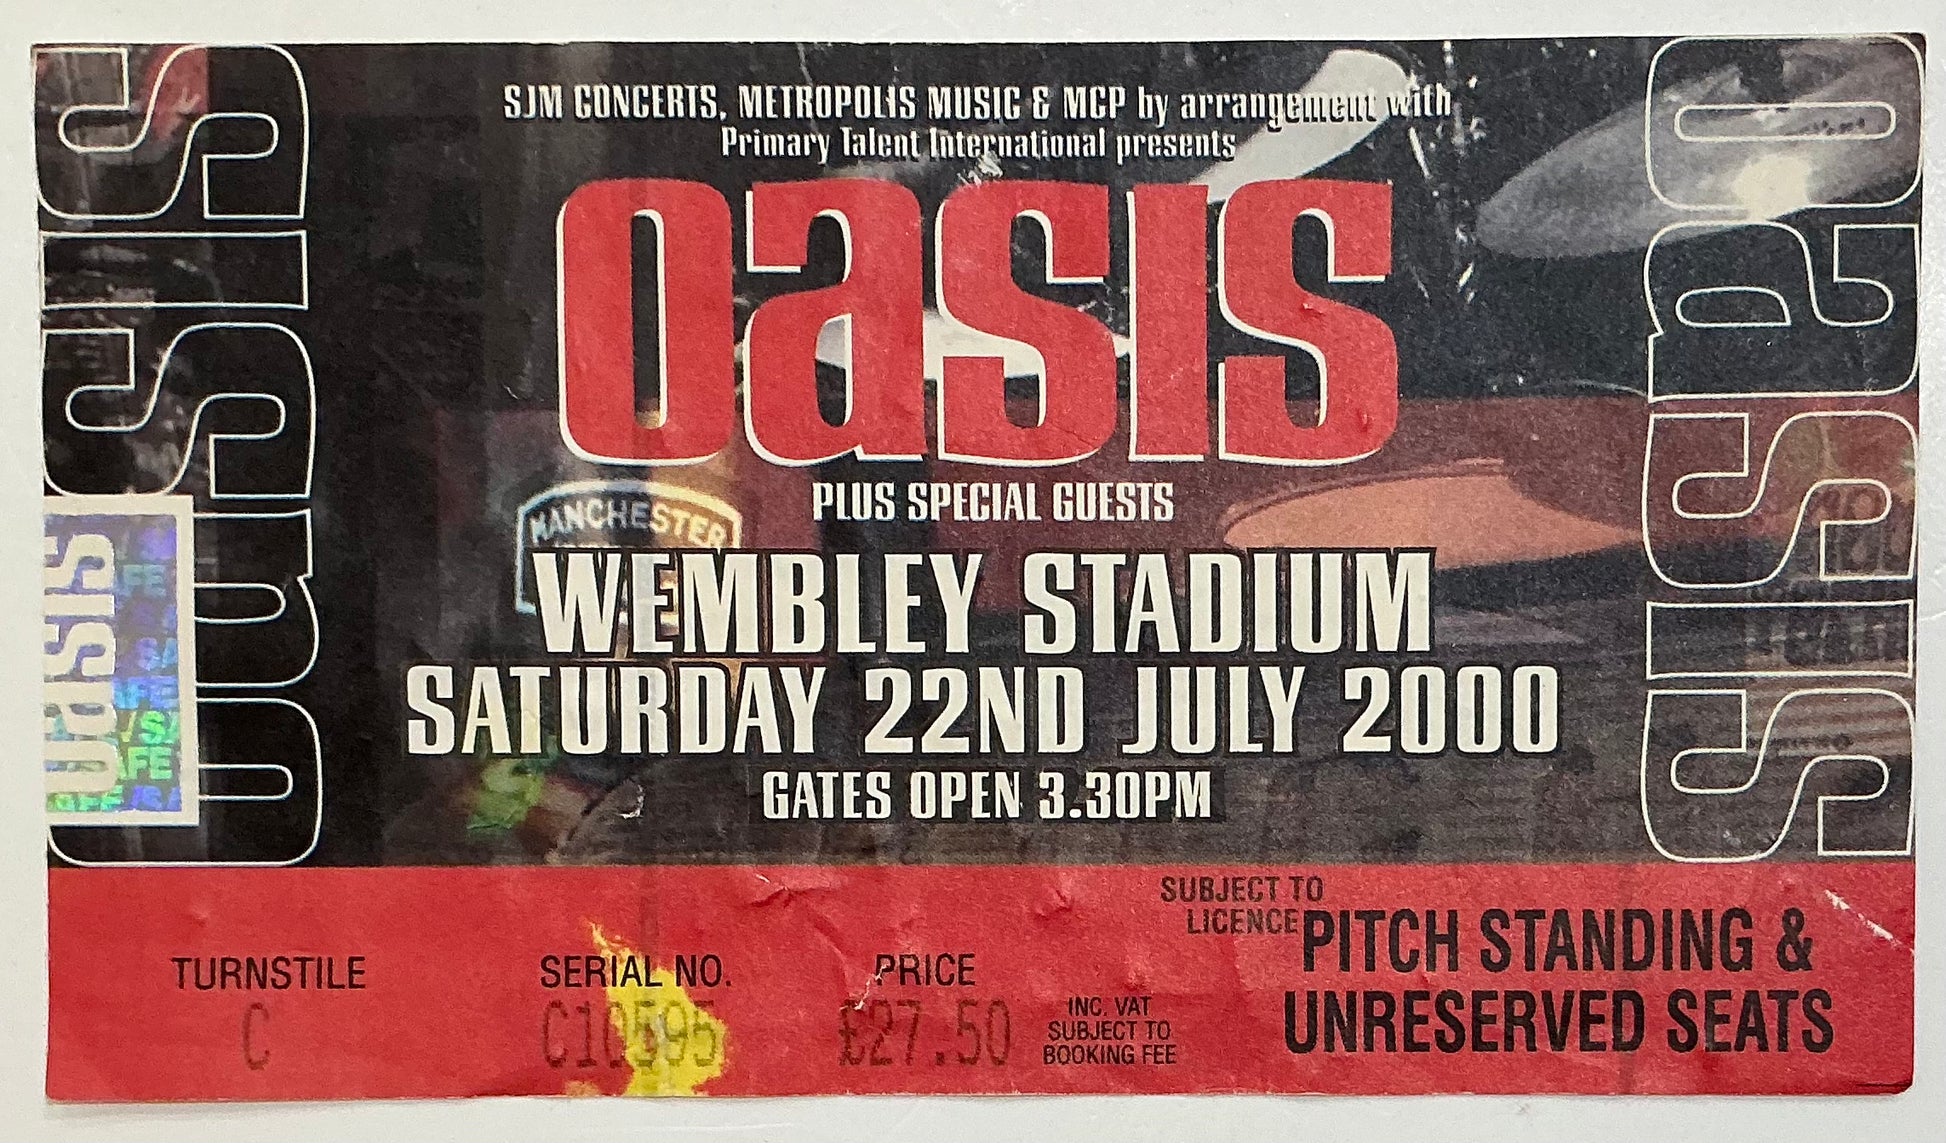 SJM CONCERTS, METROPOLIS MUSIC & MCP by arrangement with
Primary Talent International presents
oasis
PLUS SPECIAL GUESTS
MANCHESTER
WEMBLEY STADIUM
SATURDAY 22ND JULY 2000
GATES OPEN 3.30PM
oasis
oasis
oasis
SUBJECT TO
LICENCE
PITCH STANDING &
UNRESERVED SEATS
TURNSTILE
C
SERIAL NO.
C10595
PRICE
£27.50
INC. VAT
SUBJECT TO
BOOKING FEE